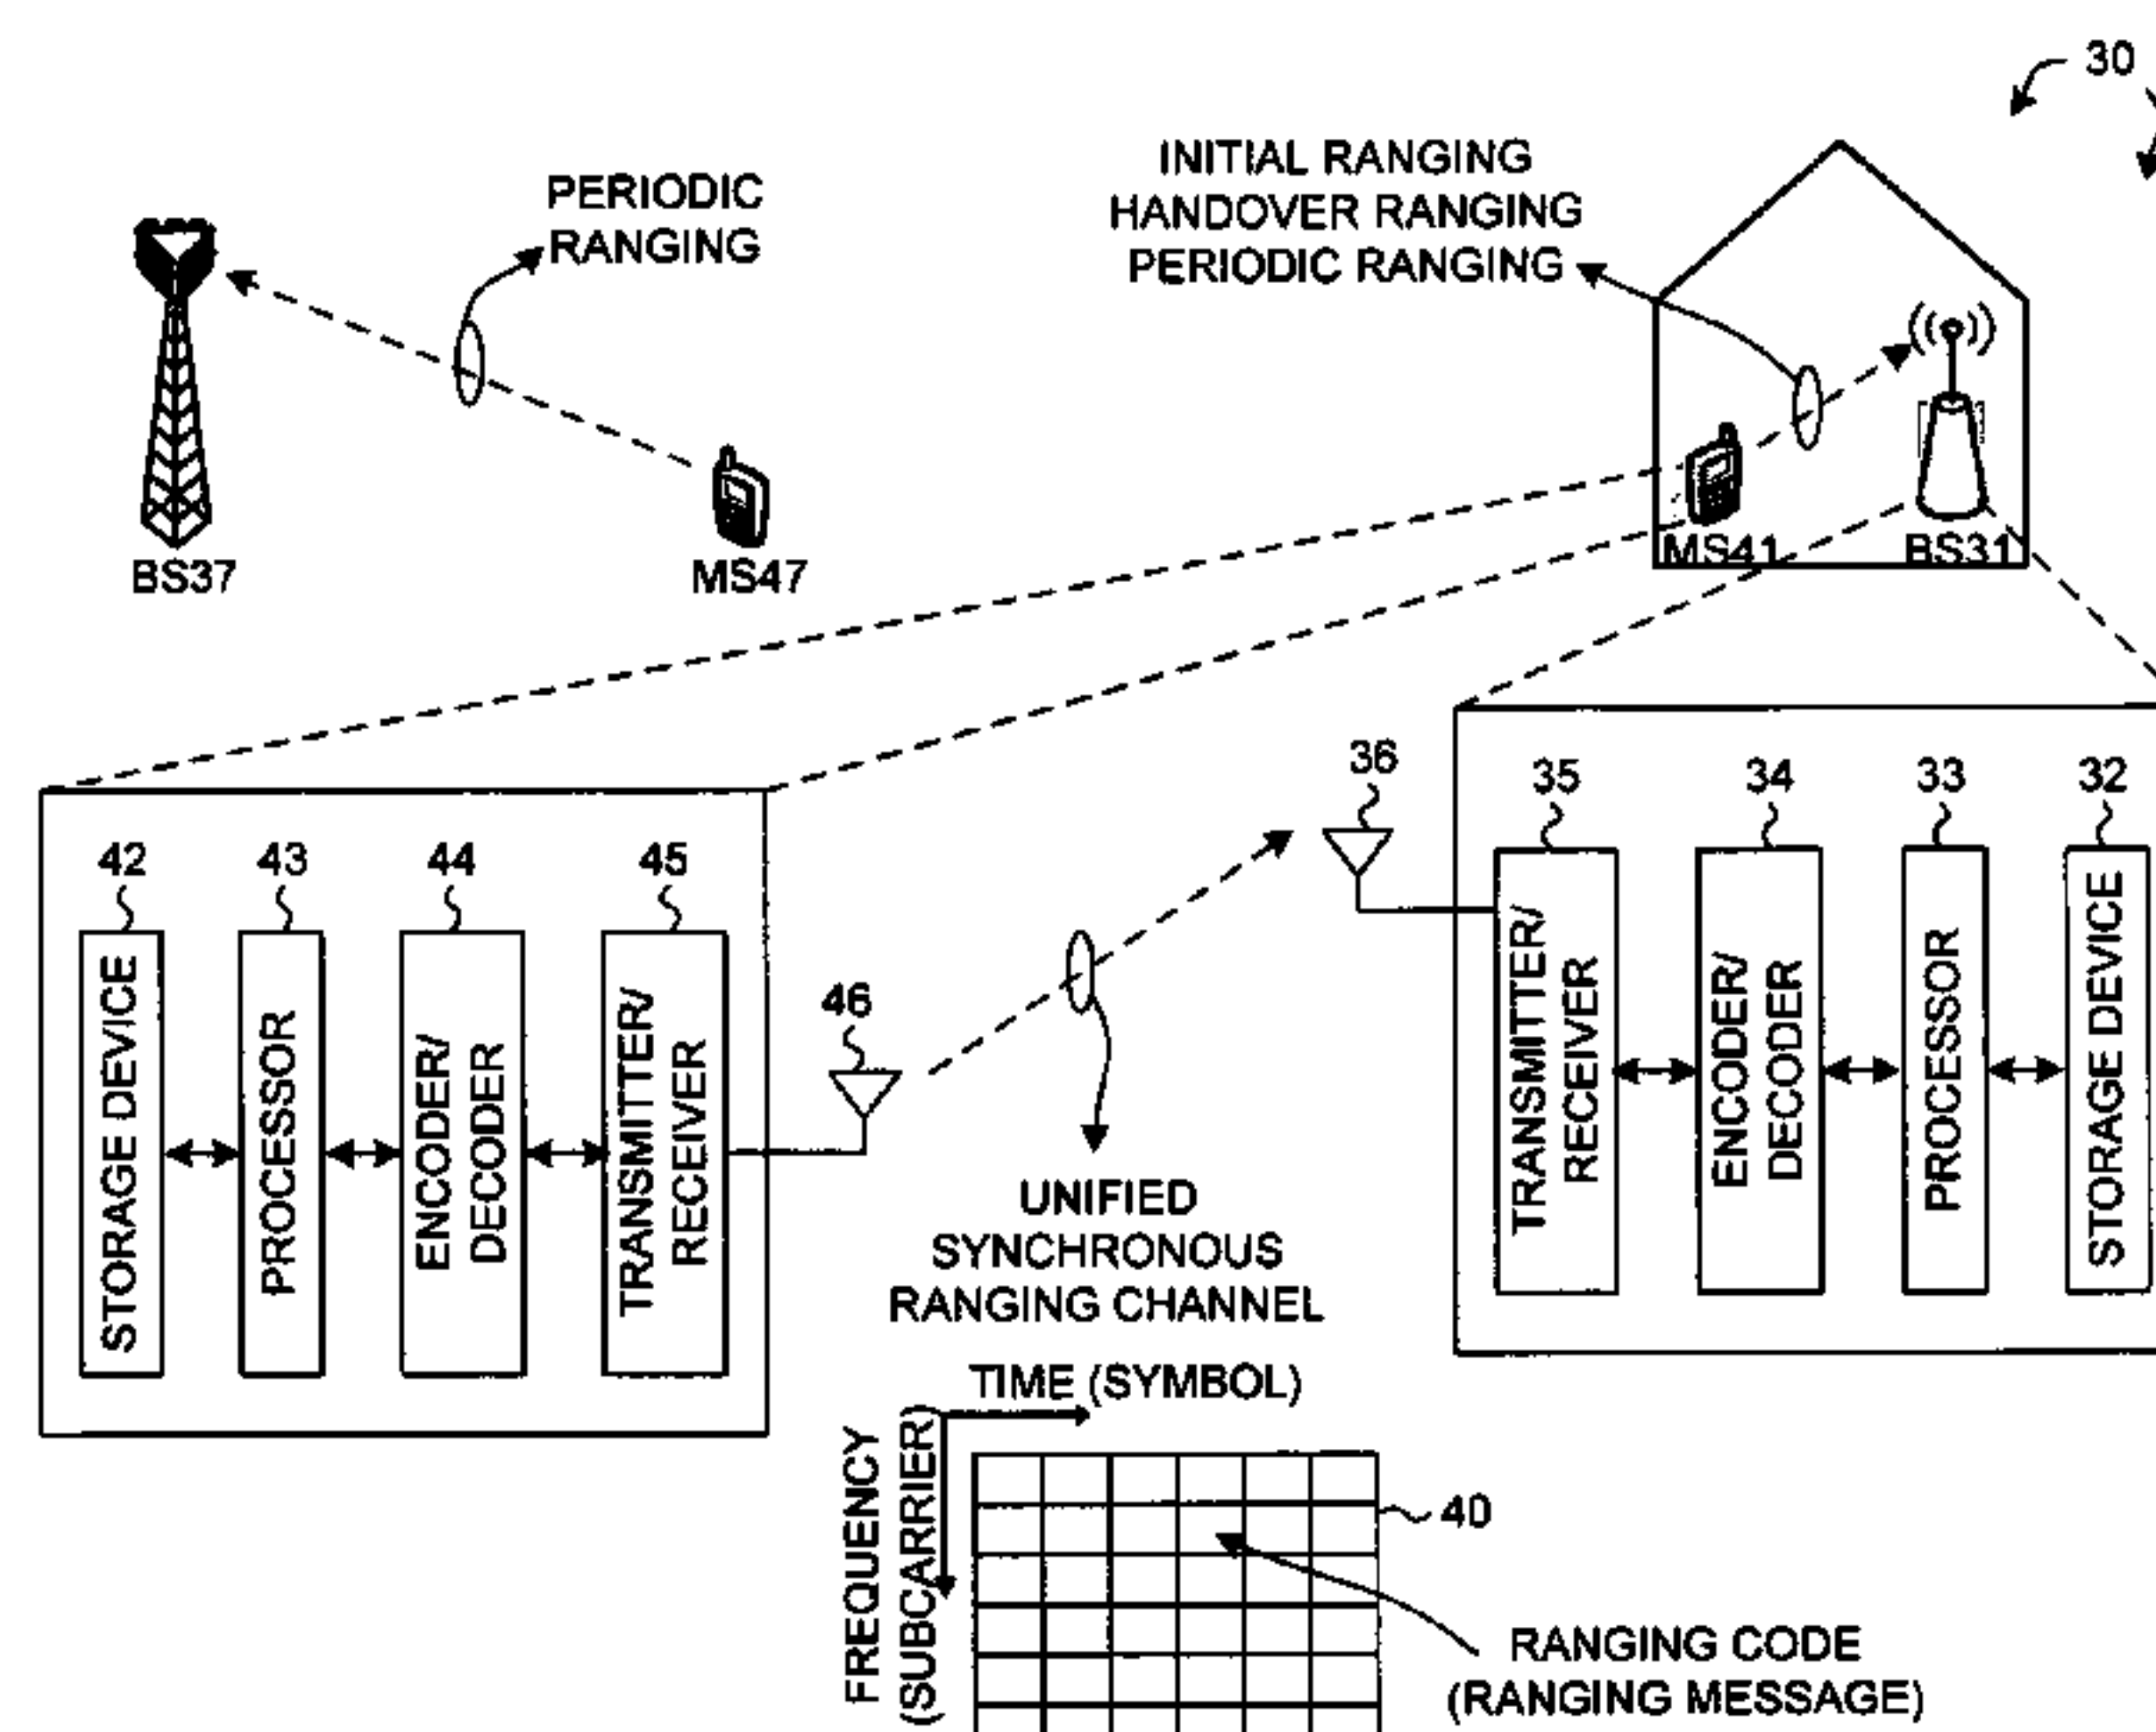 30
PERIODIC
RANGING
INITIAL RANGING
HANDOVER RANGING
PERIODIC RANGING
BS37
MS47
MS41
BS31
42
43
44
45
46
STORAGE DEVICE
PROCESSOR
ENCODER/
DECODER
TRANSMITTER/
RECEIVER
36
35
34
33
32
TRANSMITTER/
RECEIVER
ENCODER/
DECODER
PROCESSOR
STORAGE DEVICE
UNIFIED
SYNCHRONOUS
RANGING CHANNEL
TIME (SYMBOL)
FREQUENCY
(SUBCARRIER)
40
RANGING CODE
(RANGING MESSAGE)